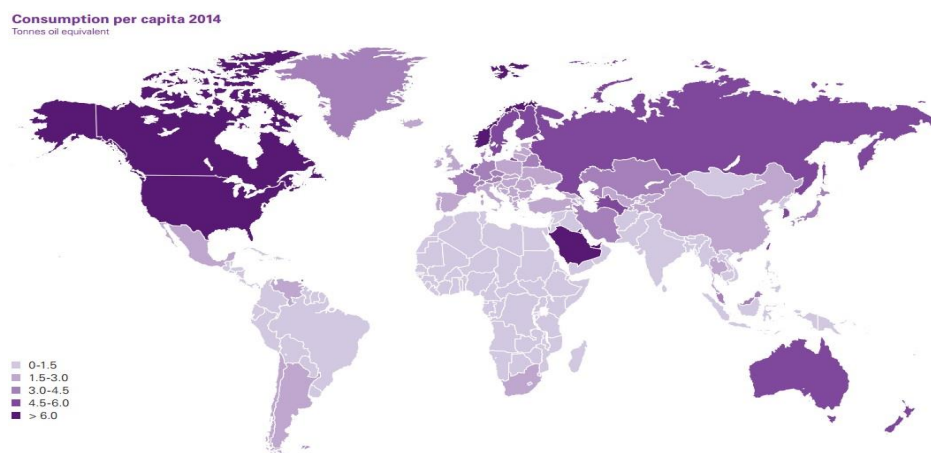 Consumption per capita 2014
Tonnes oil equivalent
0-1.5
1.5-3.0
3.0-4.5
4.5-6.0
> 6.0